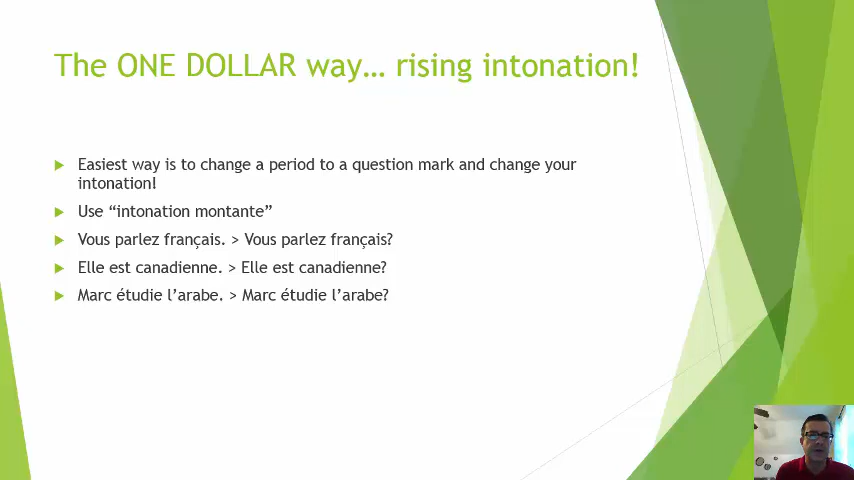 The ONE DOLLAR way… rising intonation!
Easiest way is to change a period to a question mark and change your
intonation!
Use “intonation montante”
Vous parlez français. > Vous parlez français?
Elle est canadienne. > Elle est canadienne?
Marc étudie l’arabe. > Marc étudie l’arabe?